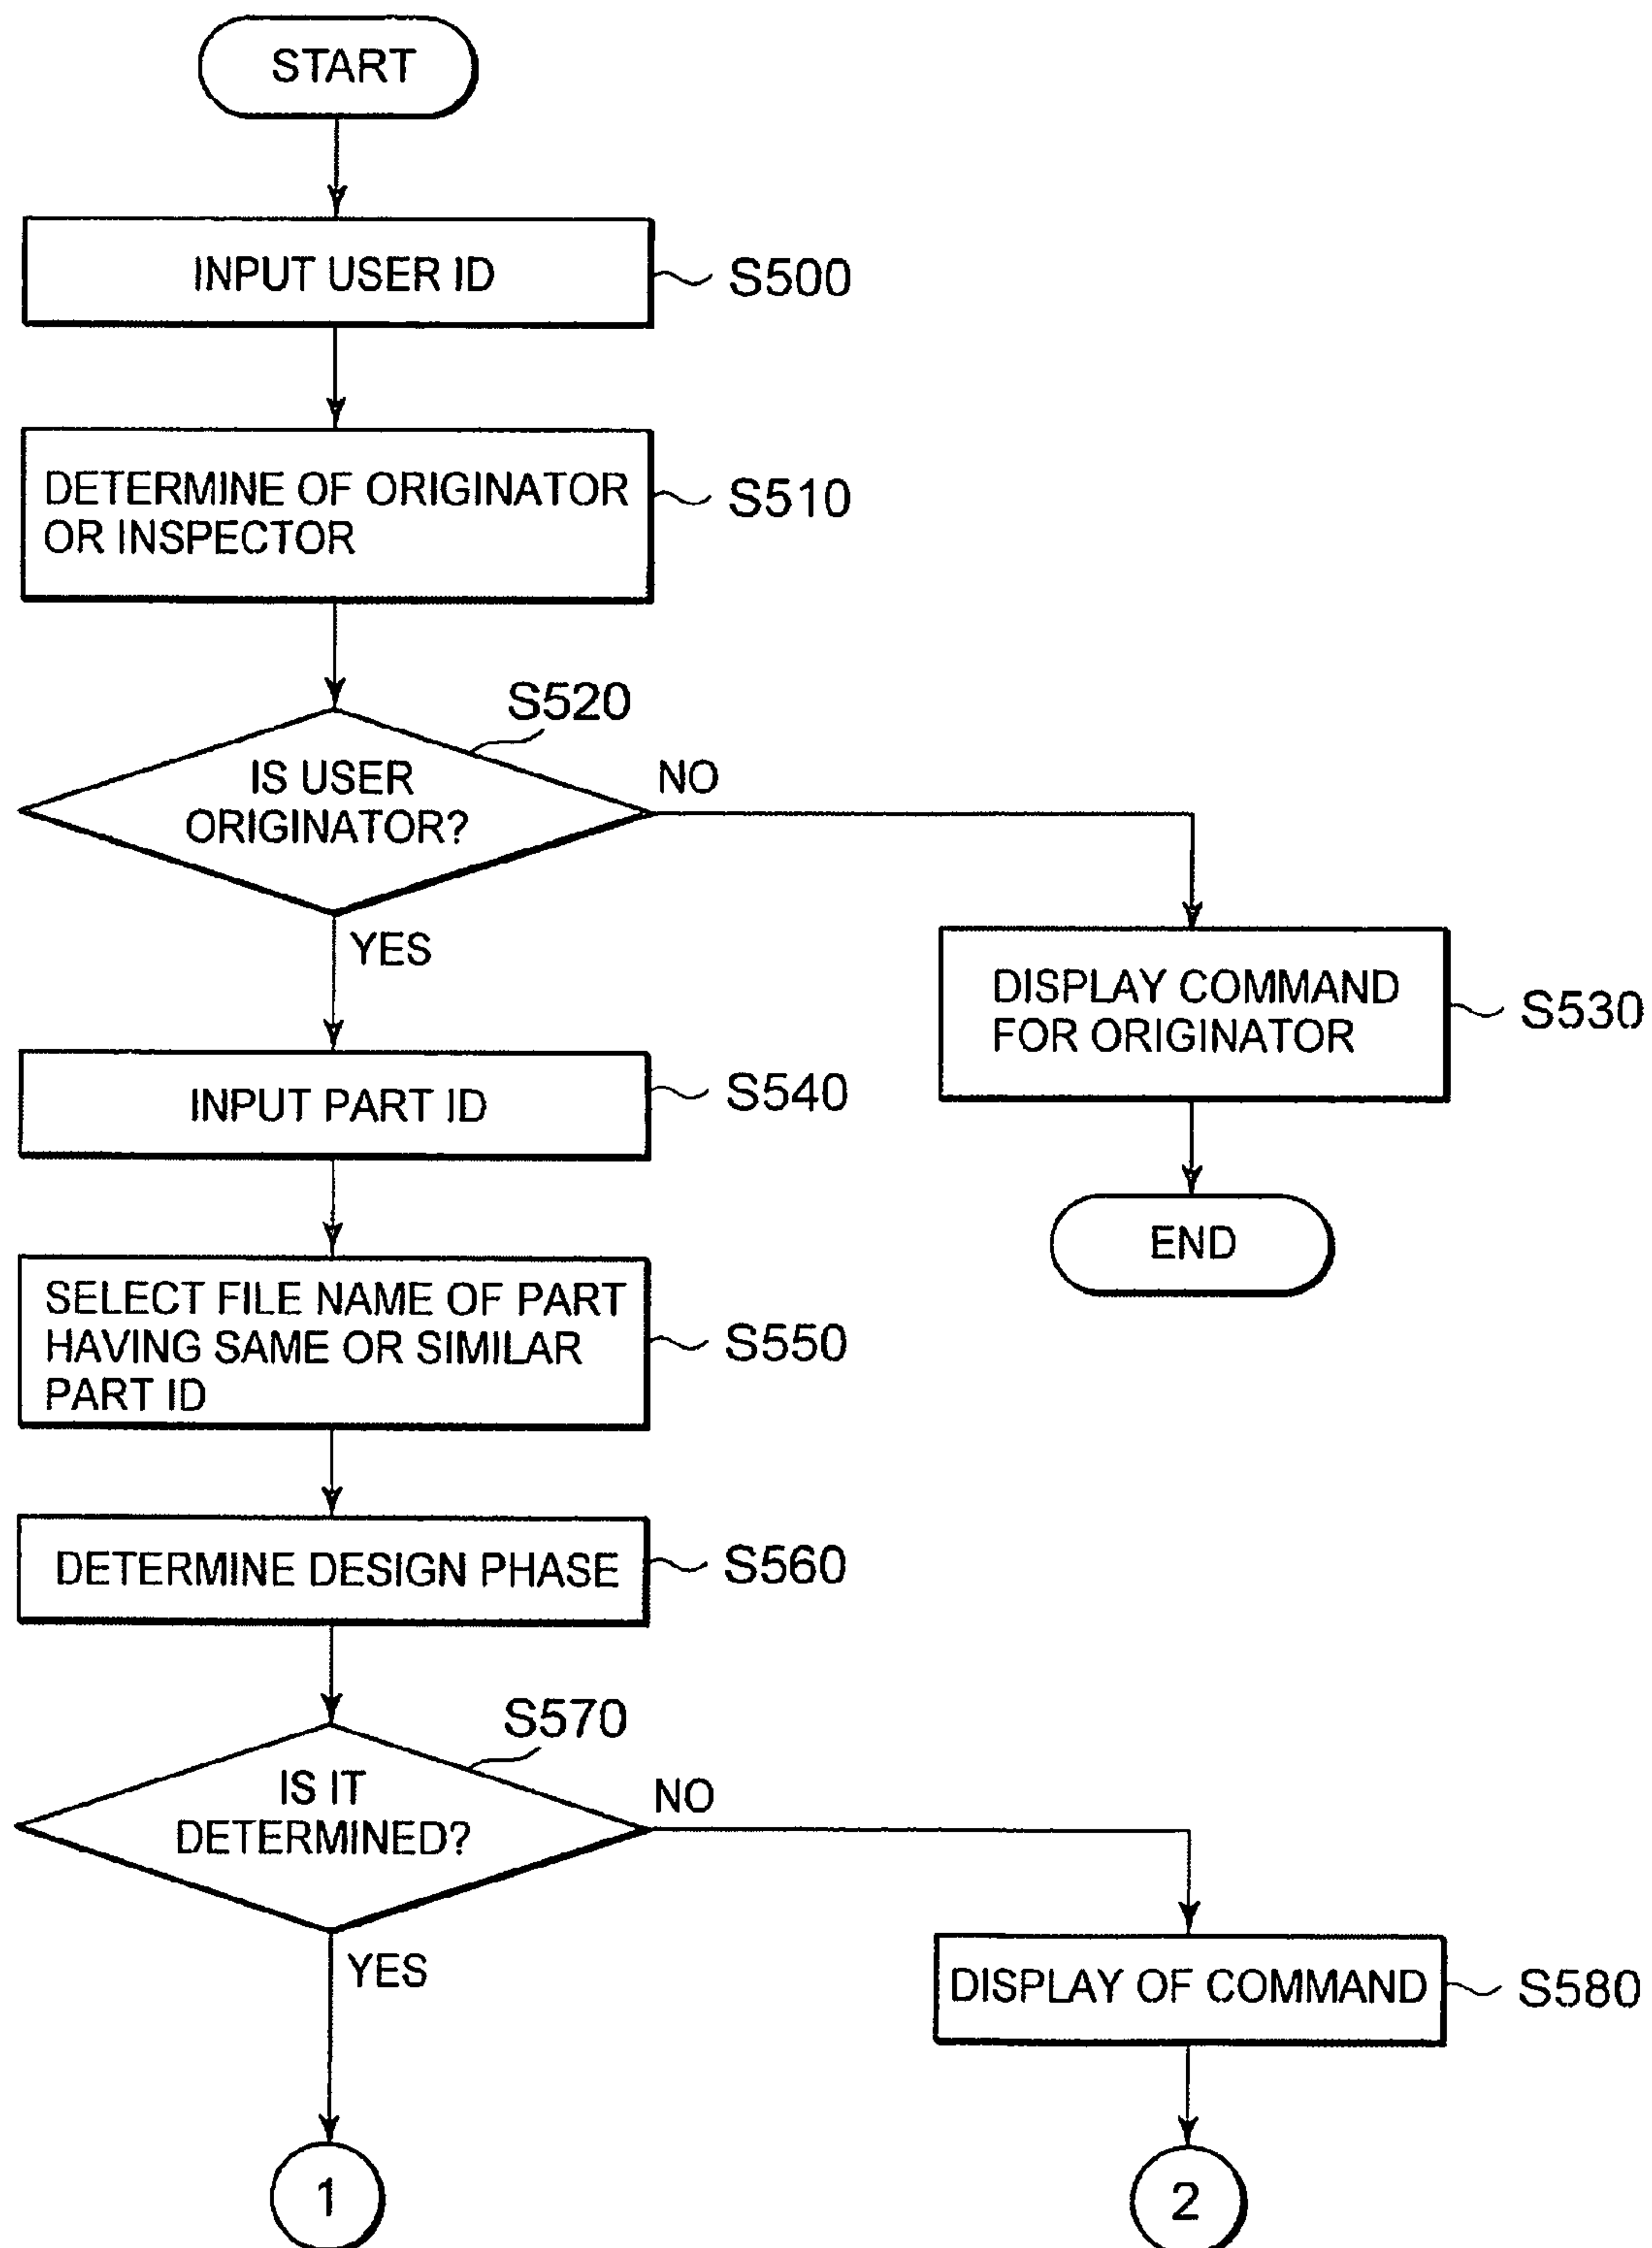 START
INPUT USER ID
S500
DETERMINE OF ORIGINATOR
OR INSPECTOR
S510
S520
IS USER
ORIGINATOR?
NO
YES
DISPLAY COMMAND
FOR ORIGINATOR
S530
INPUT PART ID
S540
END
SELECT FILE NAME OF PART
HAVING SAME OR SIMILAR
PART ID
S550
DETERMINE DESIGN PHASE
S560
S570
IS IT
DETERMINED?
NO
YES
DISPLAY OF COMMAND
S580
1
2